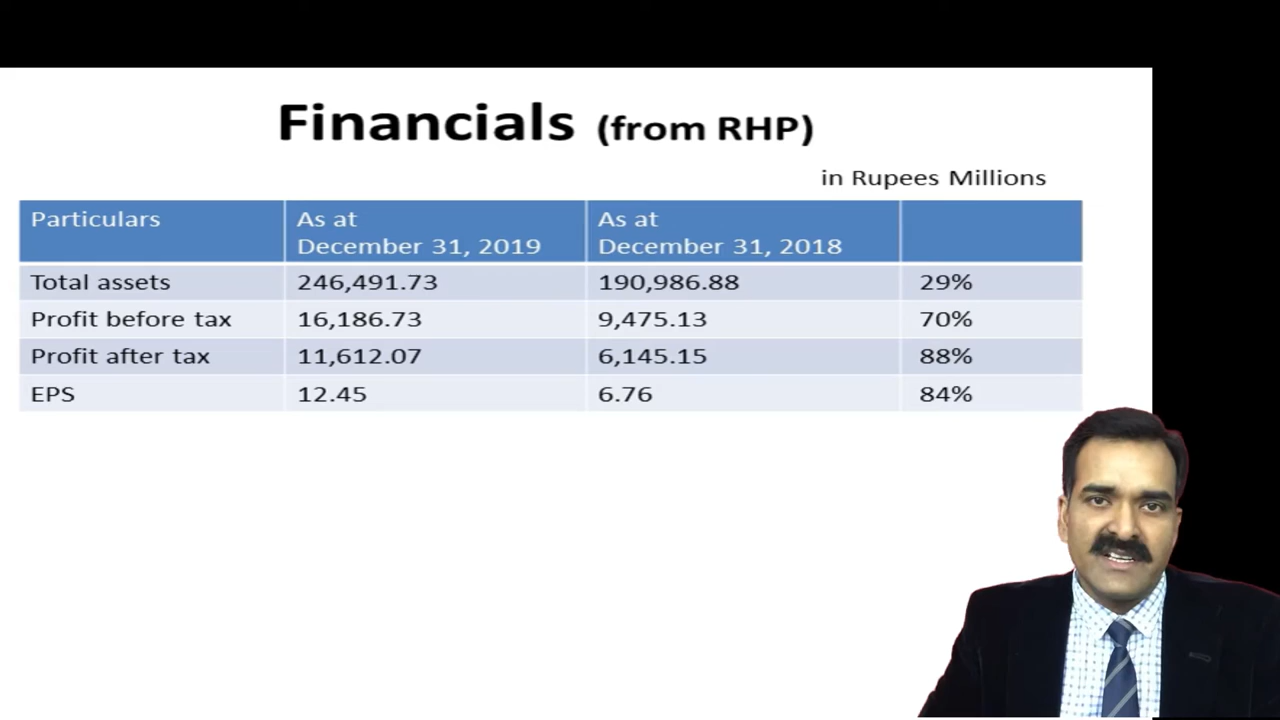 Financials (from RHP)
in Rupees Millions
Particulars As at December 31, 2019 As at December 31, 2018
Total assets 246,491.73 190,986.88 29%
Profit before tax 16,186.73 9,475.13 70%
Profit after tax 11,612.07 6,145.15 88%
EPS 12.45 6.76 84%